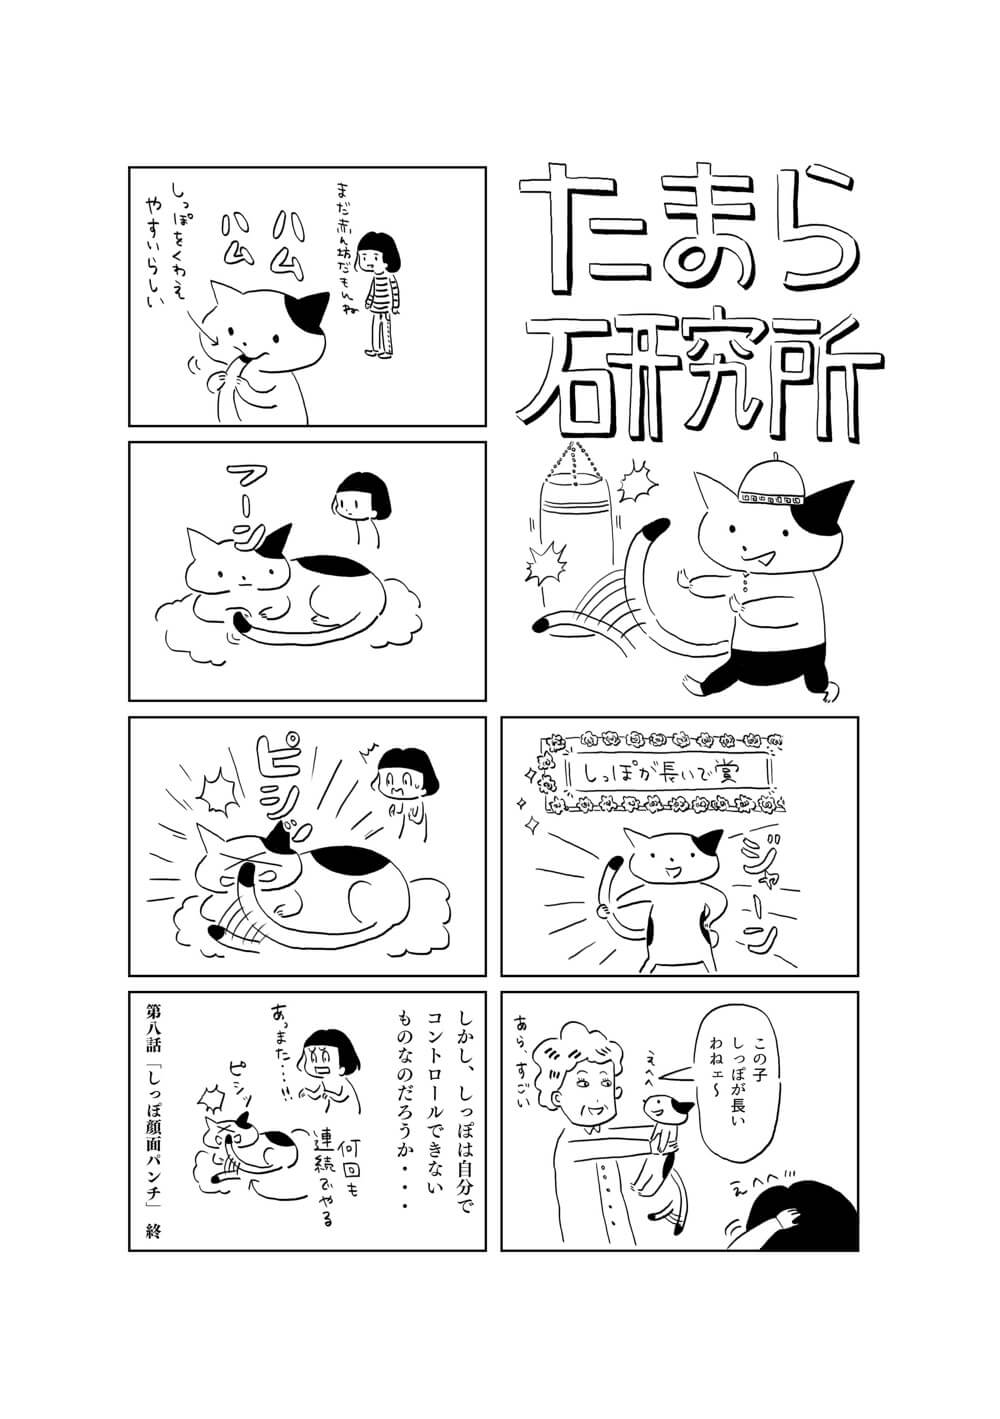 たまら
研究所
しっぽが長いで賞
ジャーン
この子
しっぽが長い
わねェ〜
えへへ
あら、すごい
えへへ!!!
まだ赤ん坊だもんね
ハム
ハム
しっぽをくわえ
やすいらしい
フーン
ピシッ
しかし、しっぽは自分で
コントロールできない
ものなのだろうか・・・・
あっまた・・・!!
ピシッ
何回も
連続でやる
第八話「しっぽ顔面パンチ」 終